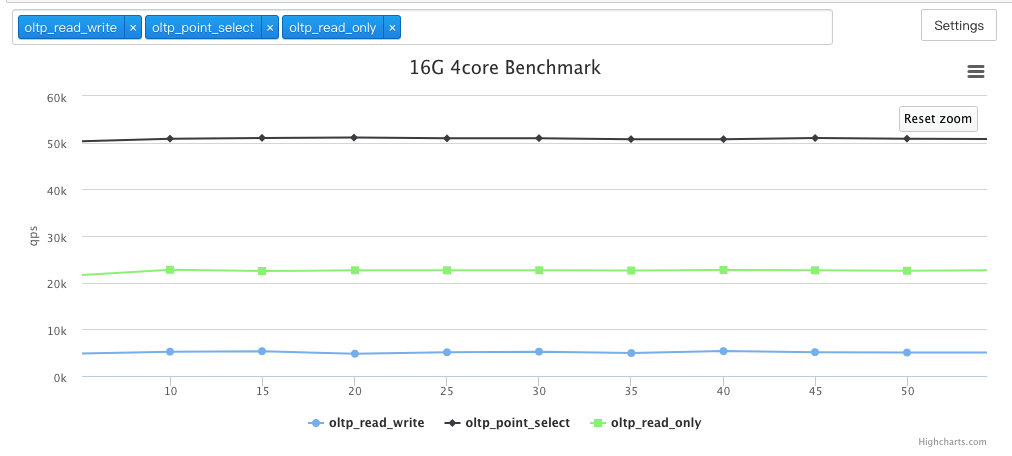 oltp_read_write × oltp_point_select × oltp_read_only × Settings
16G 4core Benchmark
Reset zoom
qps
60k
50k
40k
30k
20k
10k
0k
10 15 20 25 30 35 40 45 50
oltp_read_write oltp_point_select oltp_read_only
Highcharts.com